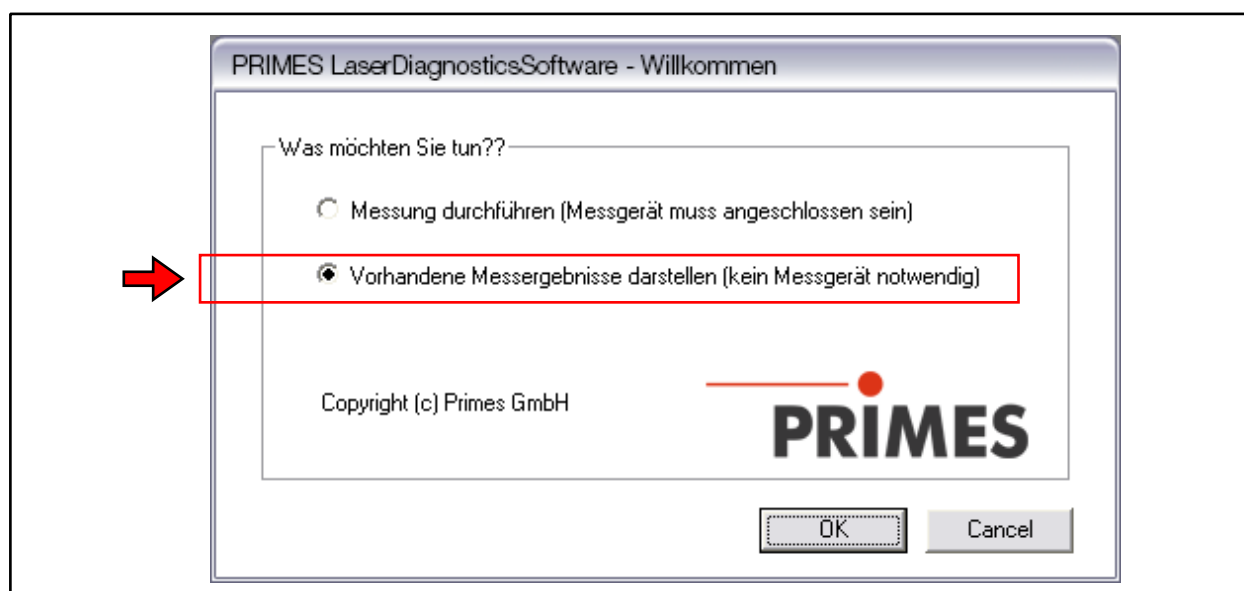 PRIMES LaserDiagnosticsSoftware - Willkommen
Was möchten Sie tun??
Messung durchführen (Messgerät muss angeschlossen sein)
Vorhandene Messergebnisse darstellen (kein Messgerät notwendig)
Copyright (c) Primes GmbH
PRIMES
OK
Cancel